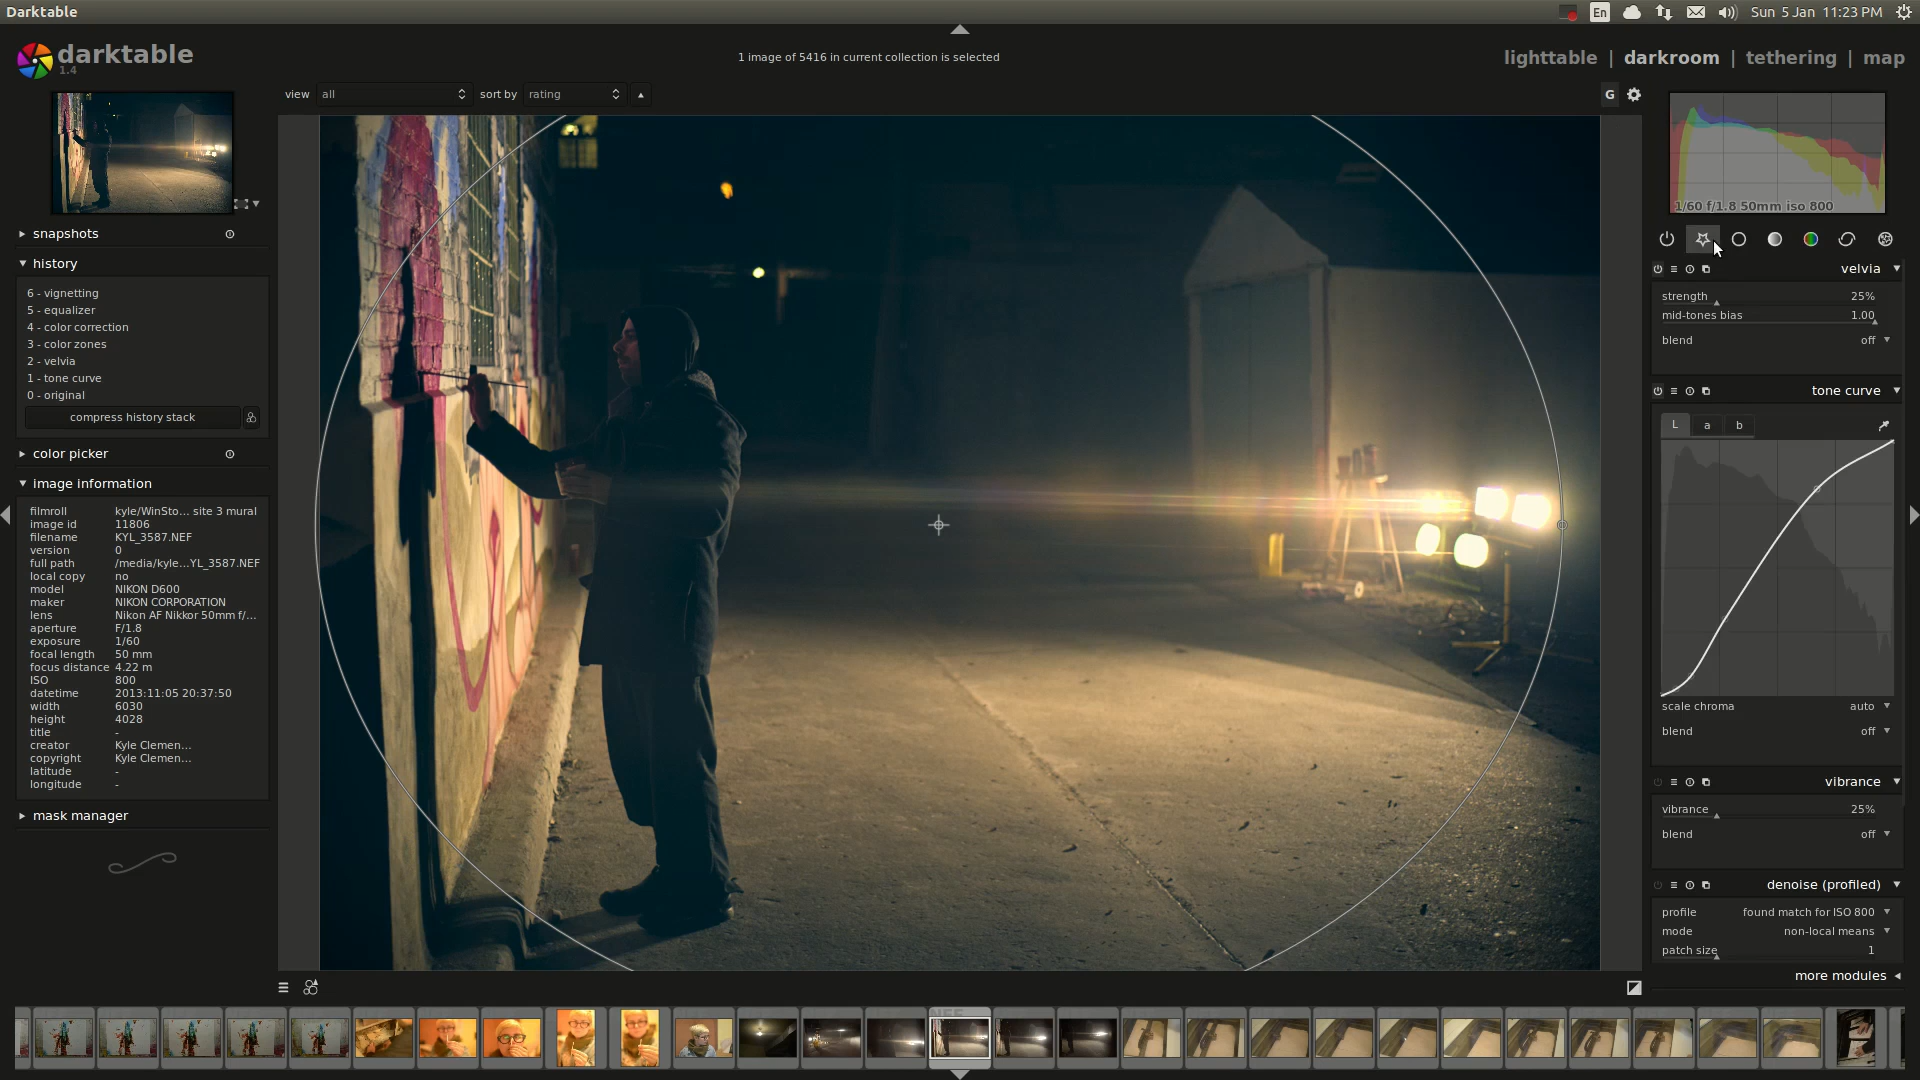 Darktable
En
Sun 5 Jan 11:23 PM
darktable
1.4
1 image of 5416 in current collection is selected
lighttable | darkroom | tethering | map
view all
sort by rating
G
1/60 f/1.8 50mm iso 800
snapshots
history
6 - vignetting
5 - equalizer
4 - color correction
3 - color zones
2 - velvia
1 - tone curve
0 - original
compress history stack
color picker
image information
filmroll kyle/WinSto... site 3 mural
image id 11806
filename KYL_3587.NEF
version 0
full path /media/kyle...YL_3587.NEF
local copy no
model NIKON D600
maker NIKON CORPORATION
lens Nikon AF Nikkor 50mm f/...
aperture F/1.8
exposure 1/60
focal length 50 mm
focus distance 4.22 m
ISO 800
datetime 2013:11:05 20:37:50
width 6030
height 4028
title -
creator Kyle Clemen...
copyright Kyle Clemen...
latitude -
longitude -
mask manager
velvia
strength 25%
mid-tones bias 1.00
blend off
tone curve
L a b
scale chroma auto
blend off
vibrance
vibrance 25%
blend off
denoise (profiled)
profile found match for ISO 800
mode non-local means
patch size 1
more modules